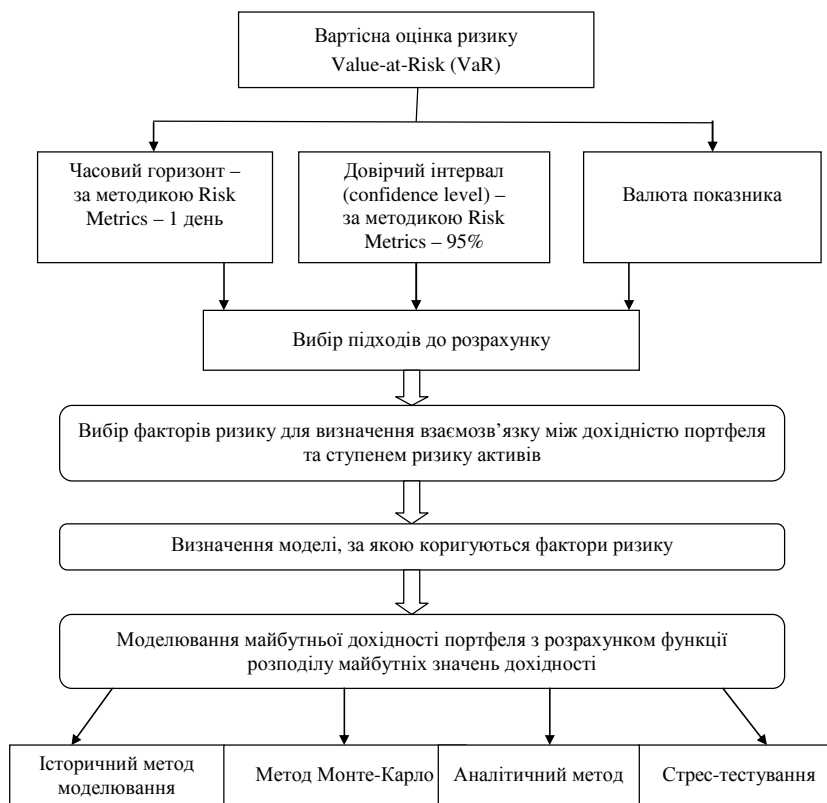 Вартісна оцінка ризику
Value-at-Risk (VaR)
Часовий горизонт –
за методикою Risk
Metrics – 1 день
Довірчий інтервал
(confidence level) –
за методикою Risk
Metrics – 95%
Валюта показника
Вибір підходів до розрахунку
Вибір факторів ризику для визначення взаємозв’язку між дохідністю портфеля
та ступенем ризику активів
Визначення моделі, за якою коригуються фактори ризику
Моделювання майбутньої дохідності портфеля з розрахунком функції
розподілу майбутніх значень дохідності
Історичний метод
моделювання
Метод Монте-Карло
Аналітичний метод
Стрес-тестування